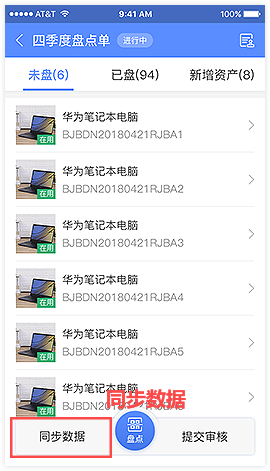 AT&T 9:41 AM 100%
四季度盘点单 进行中
未盘(6) 已盘(94) 新增资产(8)
华为笔记本电脑
BJBDN20180421RJBA1
在用
华为笔记本电脑
BJBDN20180421RJBA2
在用
华为笔记本电脑
BJBDN20180421RJBA3
在用
华为笔记本电脑
BJBDN20180421RJBA4
在用
华为笔记本电脑
BJBDN20180421RJBA5
在用
华为笔记本电脑
同步数据
同步数据 盘点 提交审核